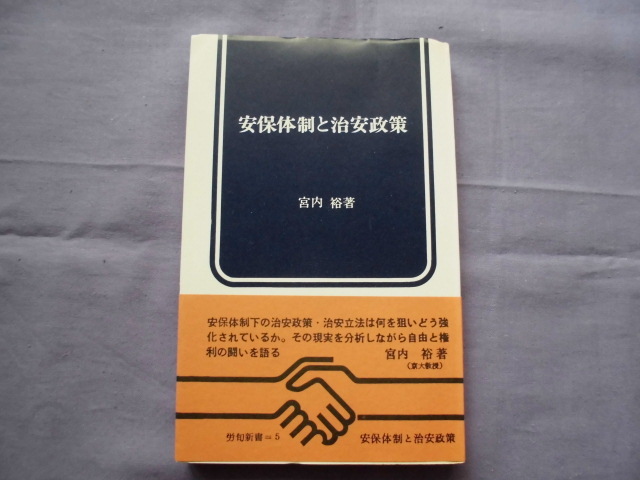 安保体制と治安政策
宮内 裕著
安保体制下の治安政策・治安立法は何を狙いどう強
化されているか。その現実を分析しながら自由と権
利の闘いを語る
宮内 裕著
(京大教授)
労旬新書=5
安保体制と治安政策